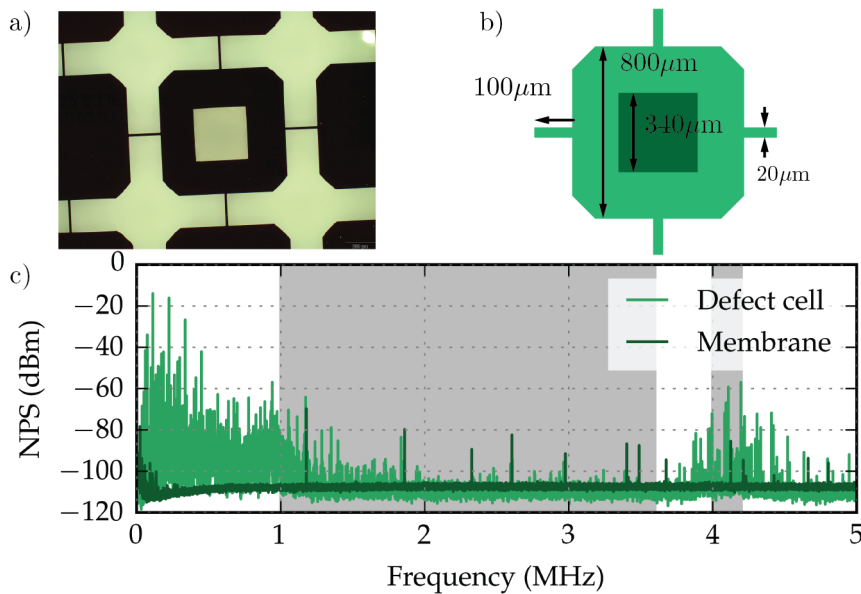 a)
b)
800μm
100μm
340μm
20μm
c)
0
−20
−40
−60
−80
−100
−120
NPS (dBm)
Defect cell
Membrane
0 1 2 3 4 5
Frequency (MHz)